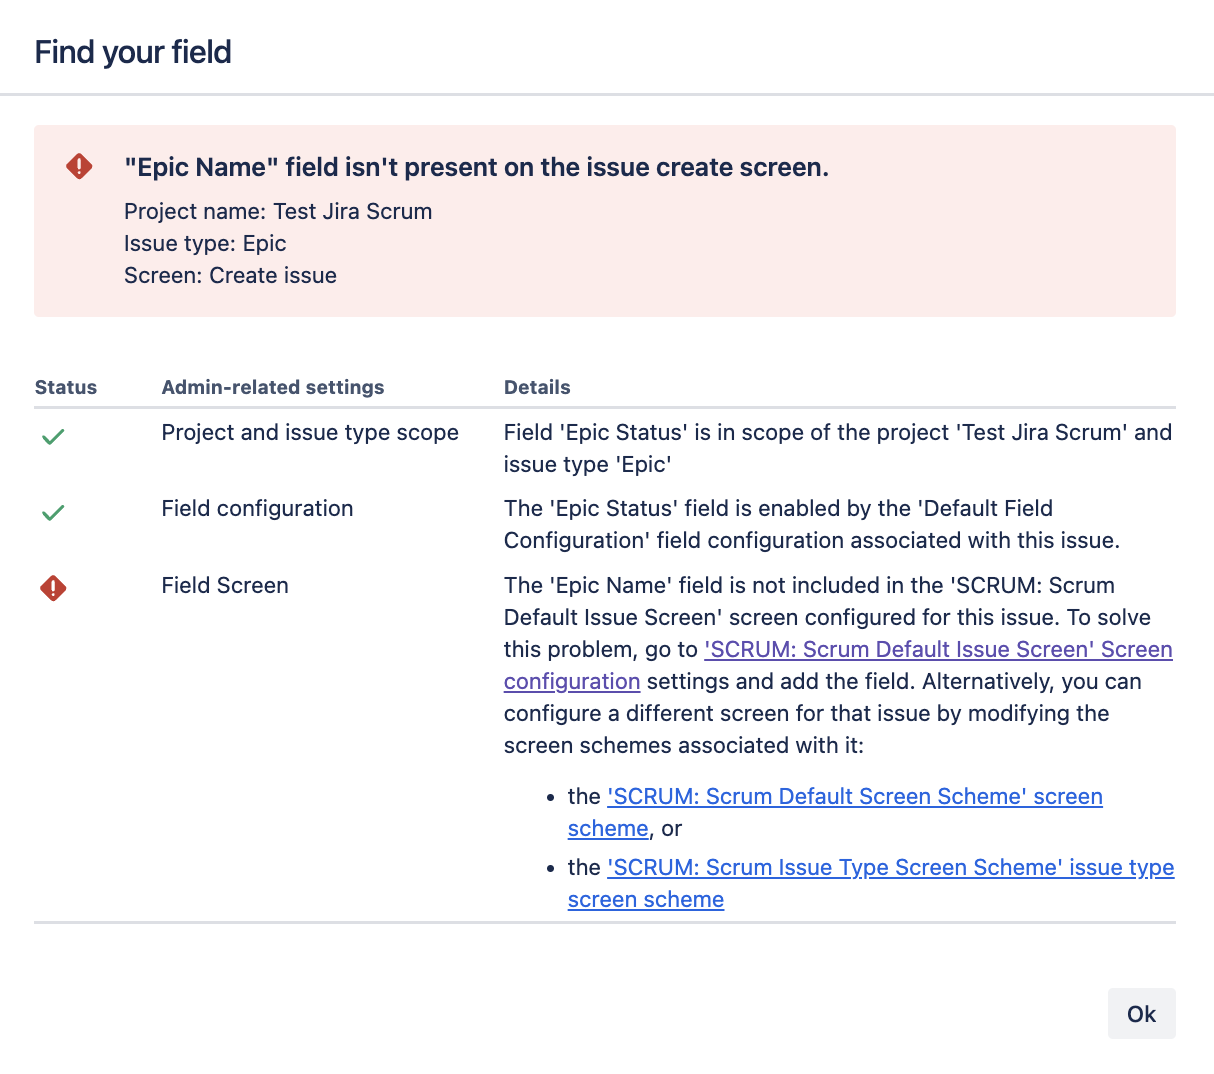 Find your field
"Epic Name" field isn't present on the issue create screen.
Project name: Test Jira Scrum
Issue type: Epic
Screen: Create issue
Status Admin-related settings Details
Project and issue type scope Field 'Epic Status' is in scope of the project 'Test Jira Scrum' and
issue type 'Epic'
Field configuration The 'Epic Status' field is enabled by the 'Default Field
Configuration' field configuration associated with this issue.
Field Screen The 'Epic Name' field is not included in the 'SCRUM: Scrum
Default Issue Screen' screen configured for this issue. To solve
this problem, go to 'SCRUM: Scrum Default Issue Screen' Screen
configuration settings and add the field. Alternatively, you can
configure a different screen for that issue by modifying the
screen schemes associated with it:
• the 'SCRUM: Scrum Default Screen Scheme' screen
scheme, or
• the 'SCRUM: Scrum Issue Type Screen Scheme' issue type
screen scheme
Ok